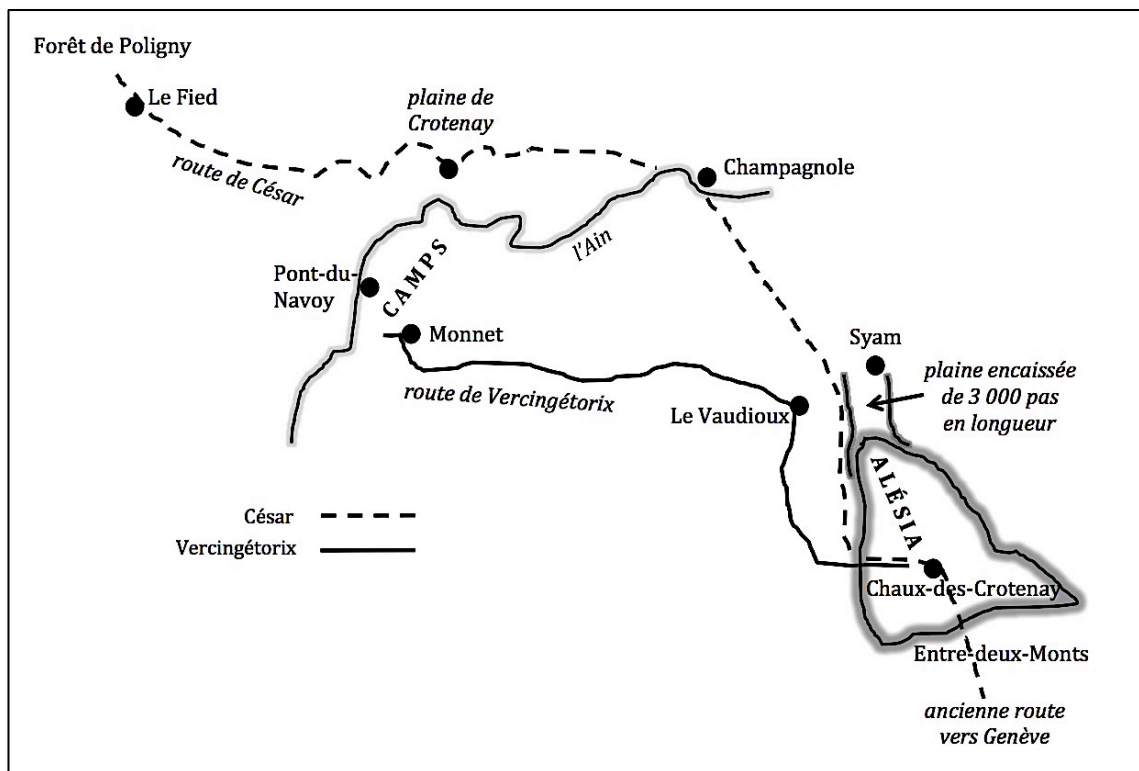 Forêt de Poligny
Le Fied
plaine de
Crotenay
route de César
Champagnole
l'Ain
CAMPS
Pont-du-
Navoy
Monnet
route de Vercingétorix
Le Vaudioux
Syam
plaine encaissée
de 3 000 pas
en longueur
ALÉSIA
César
Vercingétorix
Chaux-des-Crotenay
Entre-deux-Monts
ancienne route
vers Genève